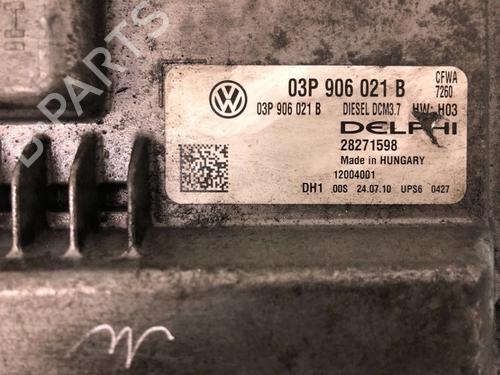 B-PARTS
03P 906 021 B
CFWA
7260
03P 906 021 B DIESEL DCM3.7 HW: H03
DELPHI
28271598
Made in HUNGARY
12004001
DH1 00S 24.07.10 UPS6 0427